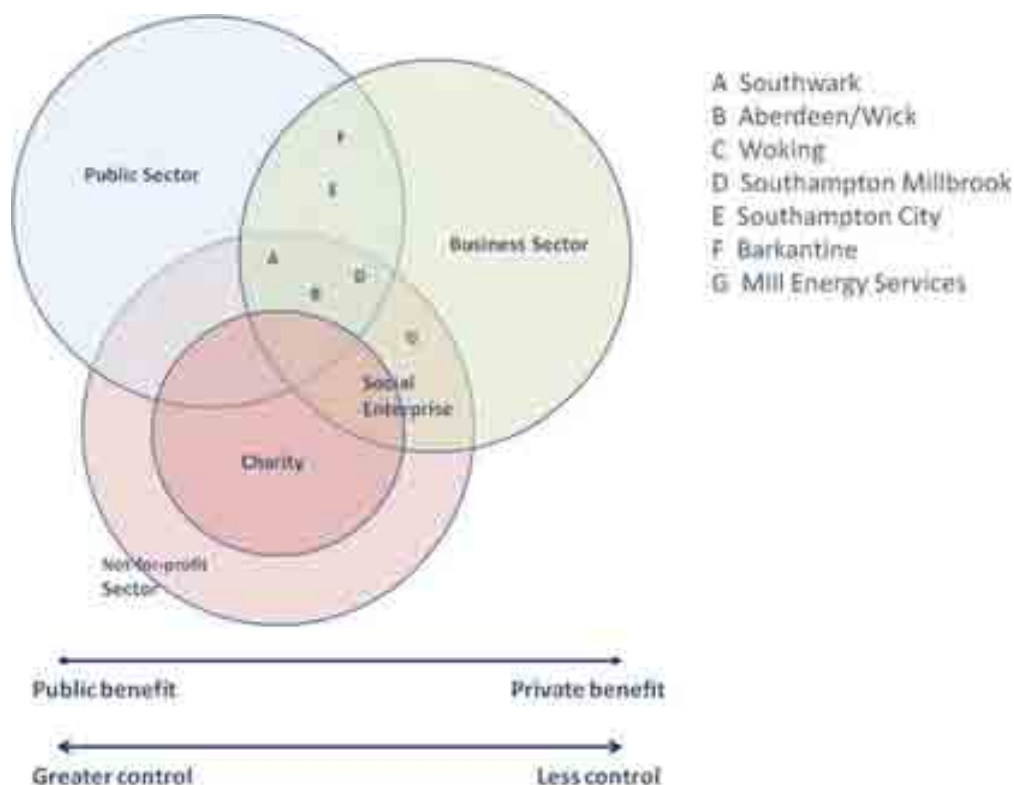 A Southwark
B Aberdeen/Wick
C Woking
D Southampton Millbrook
E Southampton City
F Barkantine
G Mill Energy Services
F
Public Sector
E
Business Sector
A
D
B
G
Social
Enterprise
Charity
Not-for-profit
Sector
Public benefit
Private benefit
Greater control
Less control